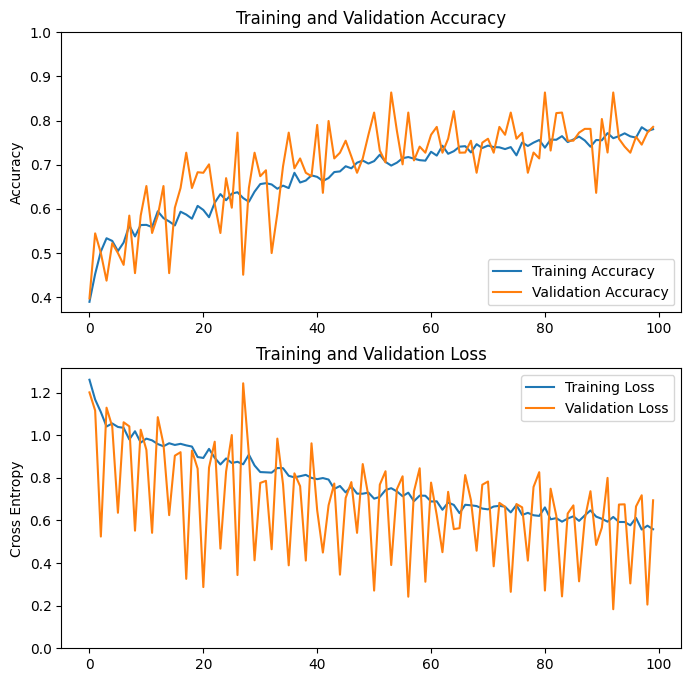 Training and Validation Accuracy
1.0
0.9
0.8
0.7
0.6
0.5
0.4
Accuracy
Training Accuracy
Validation Accuracy
0 20 40 60 80 100
Training and Validation Loss
Training Loss
Validation Loss
1.2
1.0
0.8
0.6
0.4
0.2
0.0
Cross Entropy
0 20 40 60 80 100